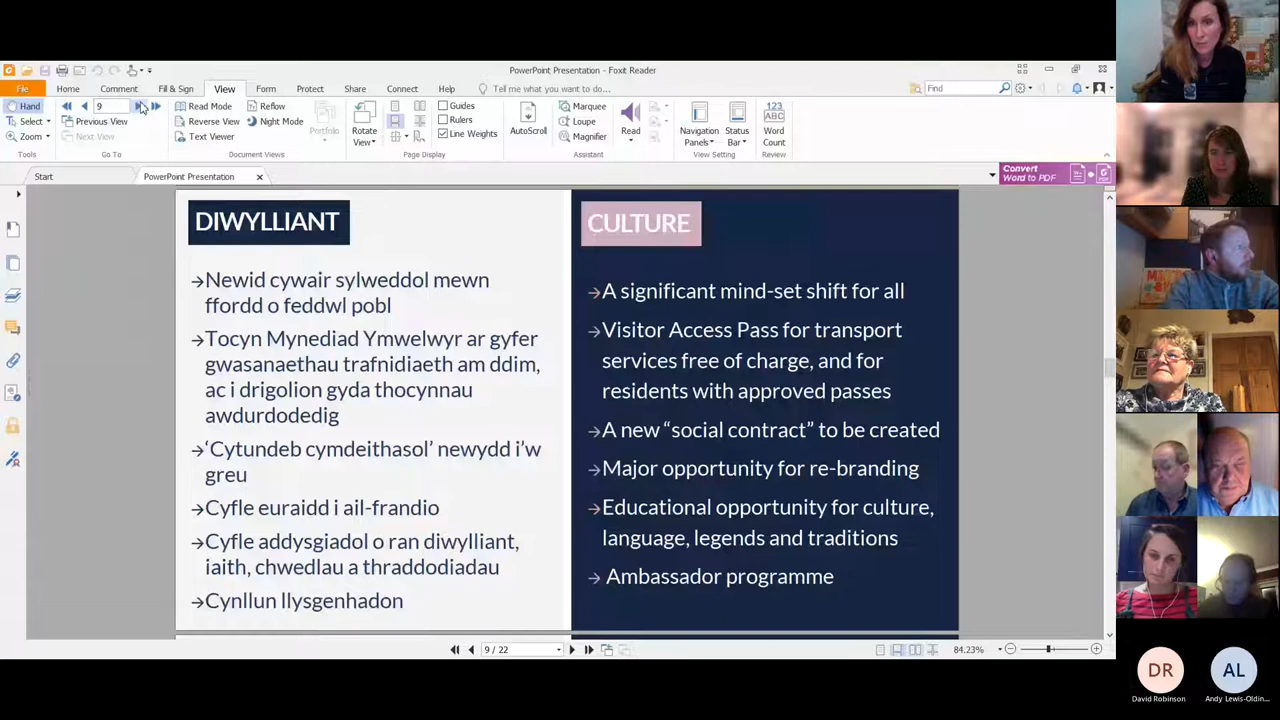 PowerPoint Presentation - Foxit Reader
File Home Comment Fill & Sign View Form Protect Share Connect Help Tell me what you want to do... Find
Hand 9 Read Mode Reflow Guides Marquee 123
Select Previous View Reverse View Night Mode Portfolio Rotate Rulers AutoScroll Loupe Read Navigation Status Word
Zoom Next View Text Viewer View Line Weights Magnifier Panels Bar Count
Tools Go To Document Views Page Display Assistant View Setting Review
Start PowerPoint Presentation Convert
Word to PDF
DIWYLLIANT
→Newid cywair sylweddol mewn
ffordd o feddwl pobl
→Tocyn Mynediad Ymwelwyr ar gyfer
gwasanaethau trafnidiaeth am ddim,
ac i drigolion gyda thocynnau
awdurdodedig
→'Cytundeb cymdeithasol' newydd i'w
greu
→Cyfle euraidd i ail-frandio
→Cyfle addysgiadol o ran diwylliant,
iaith, chwedlau a thraddodiadau
→Cynllun llysgenhadon
CULTURE
→A significant mind-set shift for all
→Visitor Access Pass for transport
services free of charge, and for
residents with approved passes
→A new “social contract” to be created
→Major opportunity for re-branding
→Educational opportunity for culture,
language, legends and traditions
→ Ambassador programme
9 / 22 84.23%
DR AL
David Robinson Andy Lewis-Oldin...